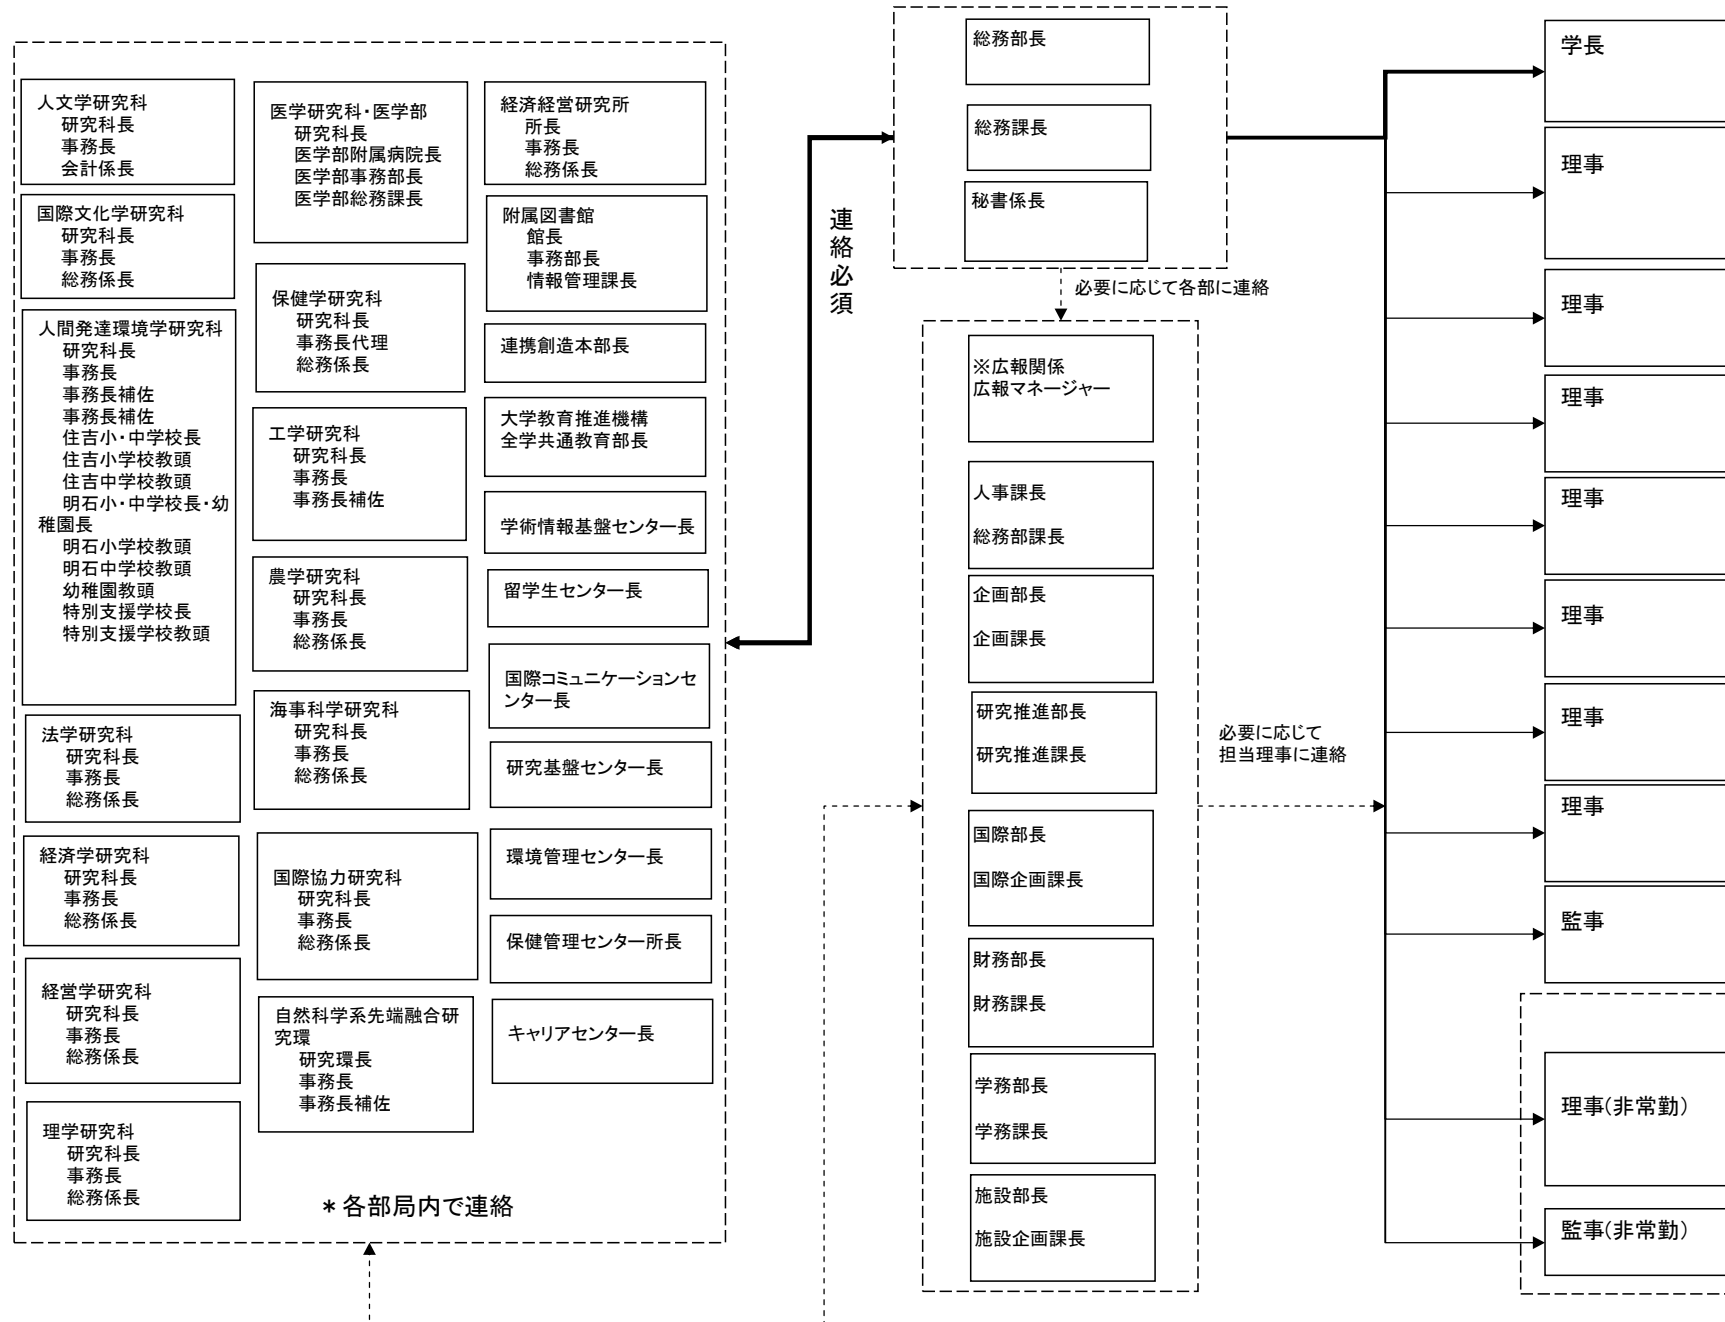 人文学研究科
研究科長
事務長
会計係長
国際文化学研究科
研究科長
事務長
総務係長
人間発達環境学研究科
研究科長
事務長
事務長補佐
事務長補佐
住吉小・中学校長
住吉小学校教頭
住吉中学校教頭
明石小・中学校長・幼
稚園長
明石小学校教頭
明石中学校教頭
幼稚園教頭
特別支援学校長
特別支援学校教頭
法学研究科
研究科長
事務長
総務係長
経済学研究科
研究科長
事務長
総務係長
経営学研究科
研究科長
事務長
総務係長
理学研究科
研究科長
事務長
総務係長
医学研究科・医学部
研究科長
医学部附属病院長
医学部事務部長
医学部総務課長
保健学研究科
研究科長
事務長代理
総務係長
工学研究科
研究科長
事務長
事務長補佐
農学研究科
研究科長
事務長
総務係長
海事科学研究科
研究科長
事務長
総務係長
国際協力研究科
研究科長
事務長
総務係長
自然科学系先端融合研
究環
研究環長
事務長
事務長補佐
経済経営研究所
所長
事務長
総務係長
附属図書館
館長
事務部長
情報管理課長
連携創造本部長
大学教育推進機構
全学共通教育部長
学術情報基盤センター長
留学生センター長
国際コミュニケーションセ
ンター長
研究基盤センター長
環境管理センター長
保健管理センター所長
キャリアセンター長
＊各部局内で連絡
連絡必須
総務部長
総務課長
秘書係長
必要に応じて各部に連絡
※広報関係
広報マネージャー
人事課長
総務部課長
企画部長
企画課長
研究推進部長
研究推進課長
国際部長
国際企画課長
財務部長
財務課長
学務部長
学務課長
施設部長
施設企画課長
必要に応じて
担当理事に連絡
学長
理事
理事
理事
理事
理事
理事
理事
監事
理事(非常勤)
監事(非常勤)